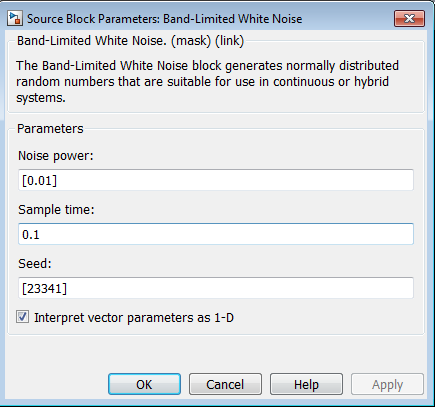 Source Block Parameters: Band-Limited White Noise
Band-Limited White Noise. (mask) (link)
The Band-Limited White Noise block generates normally distributed
random numbers that are suitable for use in continuous or hybrid
systems.
Parameters
Noise power:
[0.01]
Sample time:
0.1
Seed:
[23341]
Interpret vector parameters as 1-D
OK Cancel Help Apply